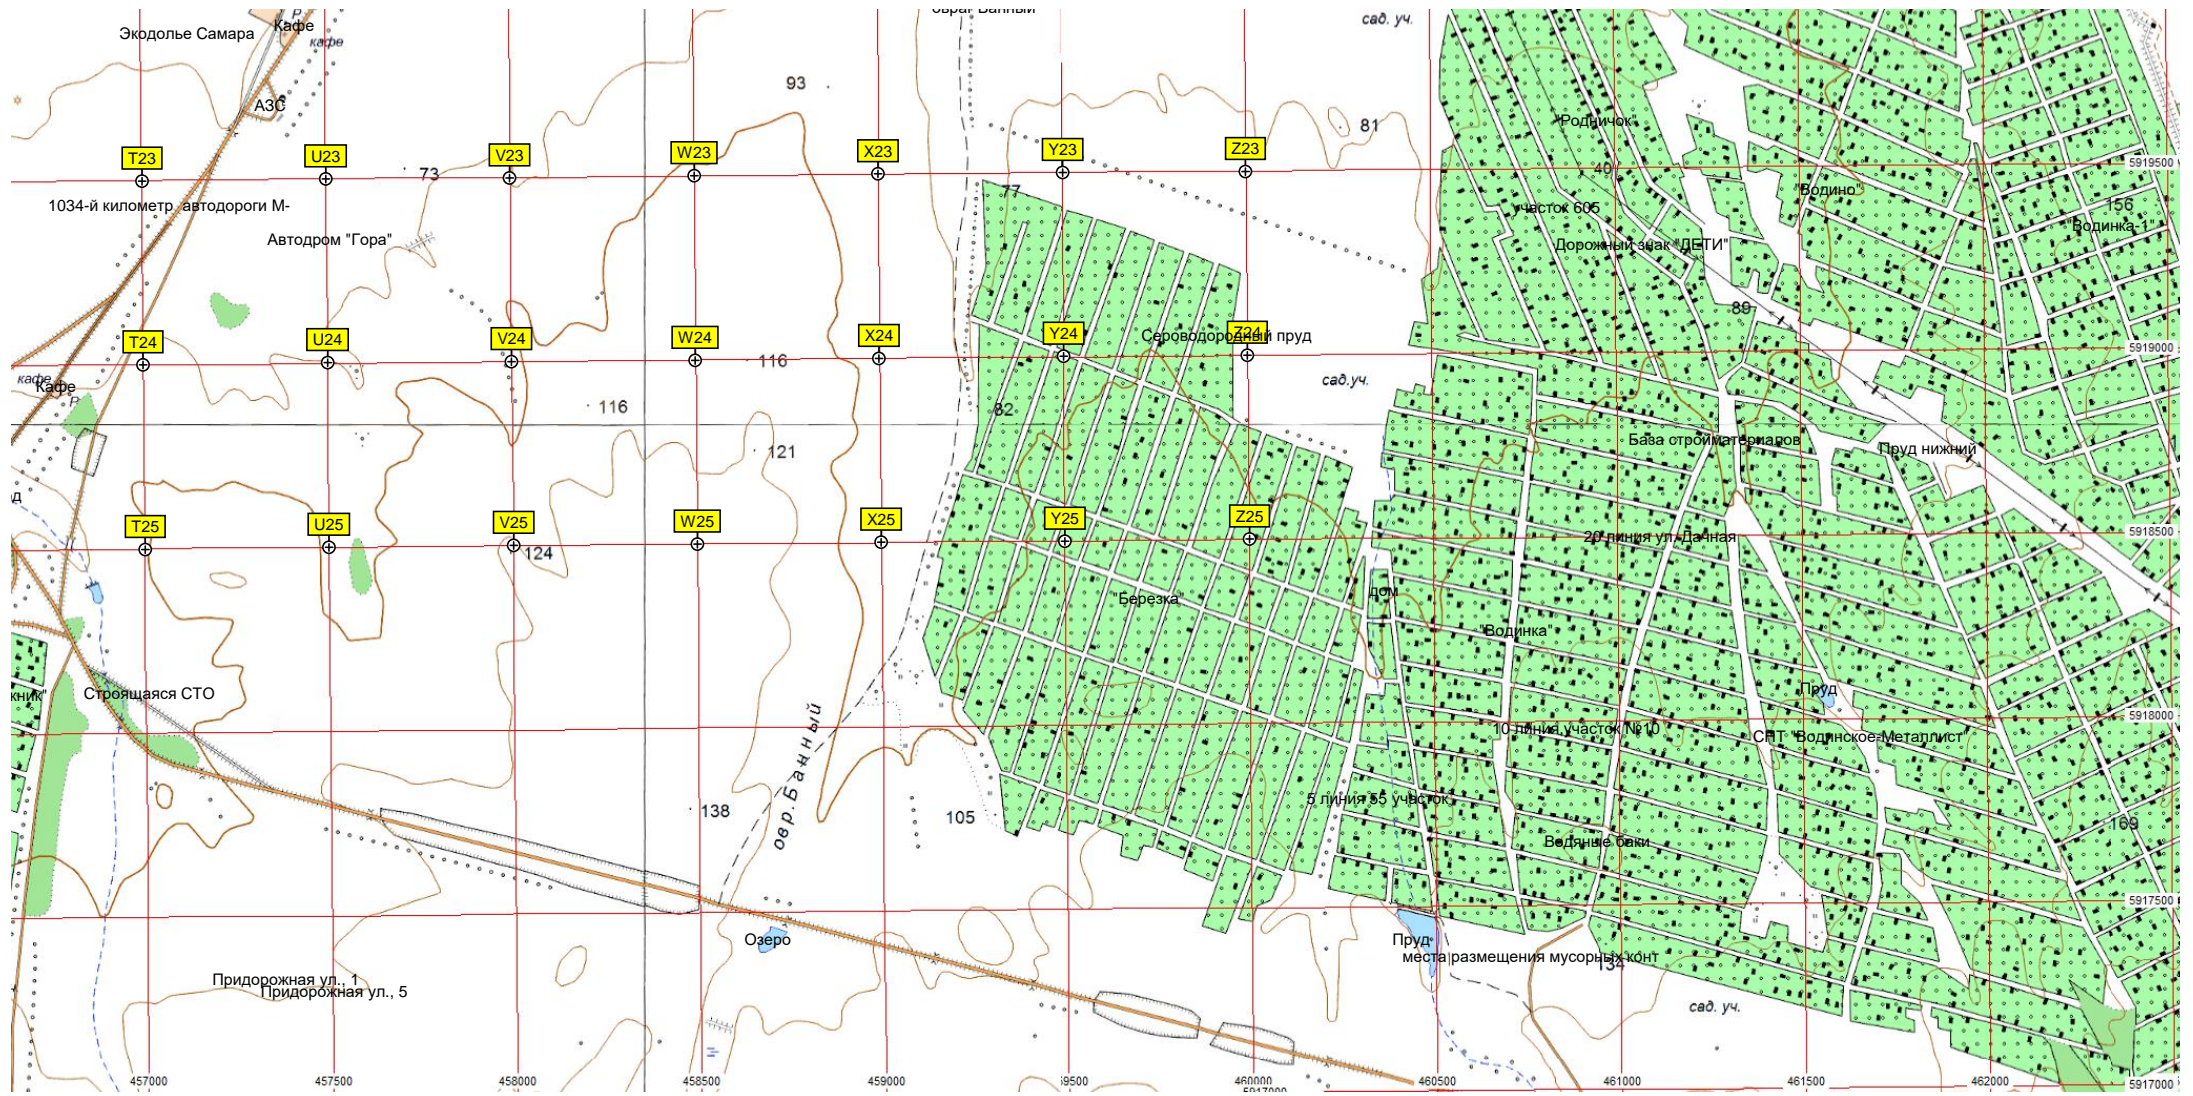 овраг Банный
P
Кафе
сад. уч.
Экодолье Самара
кафе
93
АЗС
"Родничок"
81
T23
U23
V23
W23
X23
Y23
Z23
5919500
73
40
77
"Водино"
1034-й километр автодороги М-
участок 605
156
"Водинка-1"
Автодром "Гора"
Дорожный знак "ДЕТИ"
89
T24
U24
V24
W24
X24
Y24
Z24
Сероводородный пруд
5919000
116
кафе
Кафе
P
сад.уч.
116
82
База стройматериалов
121
Пруд нижний
д
T25
U25
V25
W25
X25
Y25
Z25
5918500
124
20 линия ул. Дачная
"Березка"
дом
"Водинка"
жник"
Строящаяся СТО
Пруд
овр.Банный
5918000
10 линия участок №10
СНТ "Водинское-Металлист"
5 линия 55 участок
138
105
169
Водяные баки
5917500
Озеро
Пруд
места размещения мусорных конт
134
Придорожная ул., 1
Придорожная ул., 5
сад. уч.
457000
457500
458000
458500
459000
59500
460000
460500
461000
461500
462000
5917000
5917000